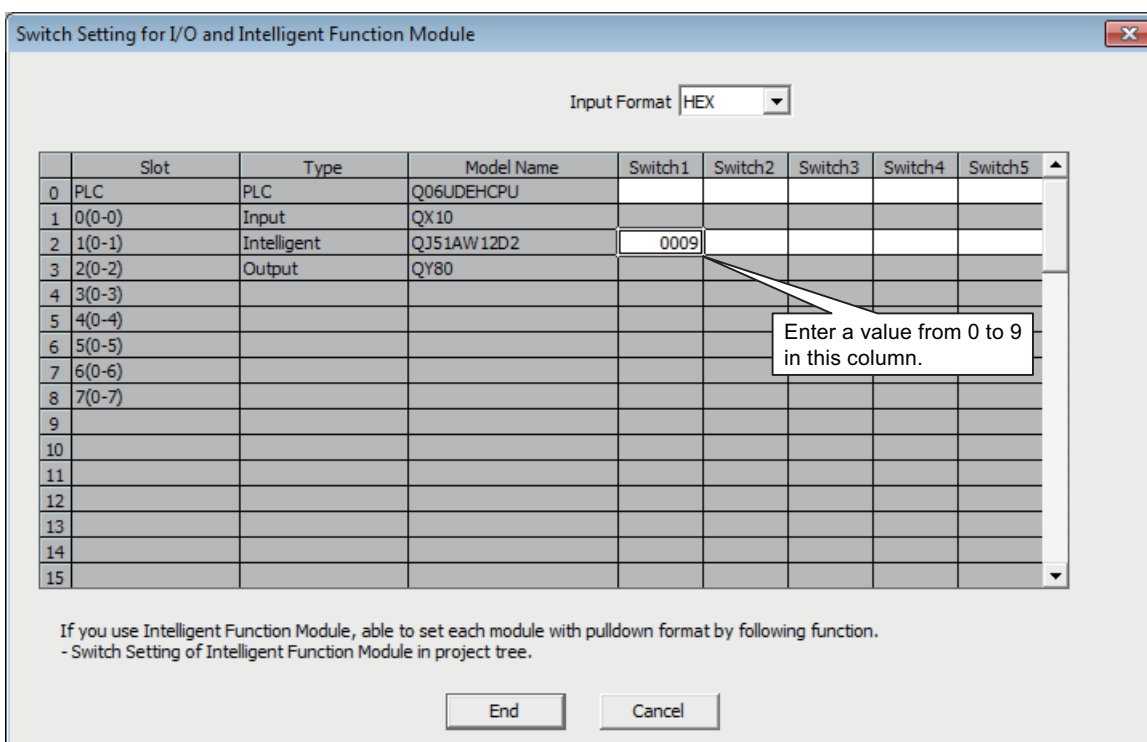 Switch Setting for I/O and Intelligent Function Module
Input Format HEX
Slot Type Model Name Switch1 Switch2 Switch3 Switch4 Switch5
0 PLC PLC Q06UDEHCPU
1 0(0-0) Input QX10
2 1(0-1) Intelligent QJ51AW12D2 0009
3 2(0-2) Output QY80
4 3(0-3)
5 4(0-4)
6 5(0-5)
7 6(0-6)
8 7(0-7)
9
10
11
12
13
14
15
Enter a value from 0 to 9
in this column.
If you use Intelligent Function Module, able to set each module with pulldown format by following function.
- Switch Setting of Intelligent Function Module in project tree.
End Cancel